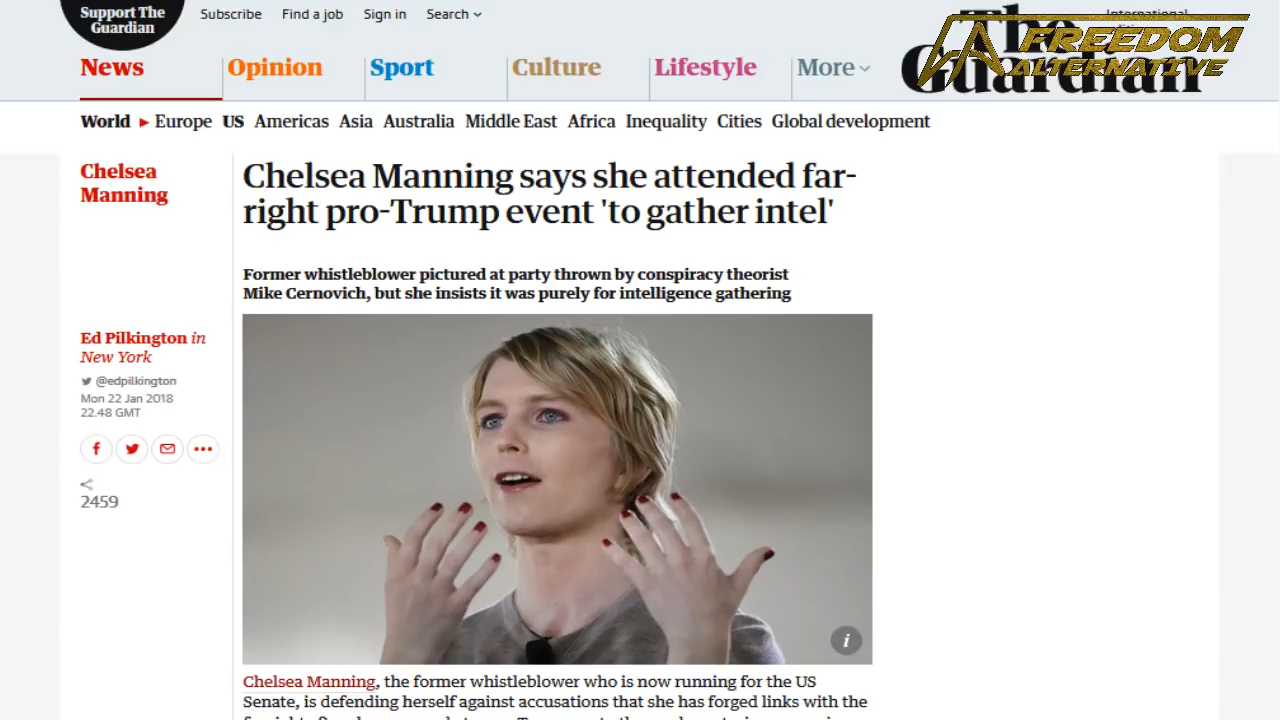 Support The
Guardian
Subscribe
Find a job
Sign in
Search
International
The
Guardian
FREEDOM
ALTERNATIVE
News
Opinion
Sport
Culture
Lifestyle
More
World
Europe
US
Americas
Asia
Australia
Middle East
Africa
Inequality
Cities
Global development
Chelsea
Manning
Chelsea Manning says she attended far-
right pro-Trump event 'to gather intel'
Former whistleblower pictured at party thrown by conspiracy theorist
Mike Cernovich, but she insists it was purely for intelligence gathering
Ed Pilkington in
New York
@edpilkington
Mon 22 Jan 2018
22.48 GMT
2459
Chelsea Manning, the former whistleblower who is now running for the US
Senate, is defending herself against accusations that she has forged links with the